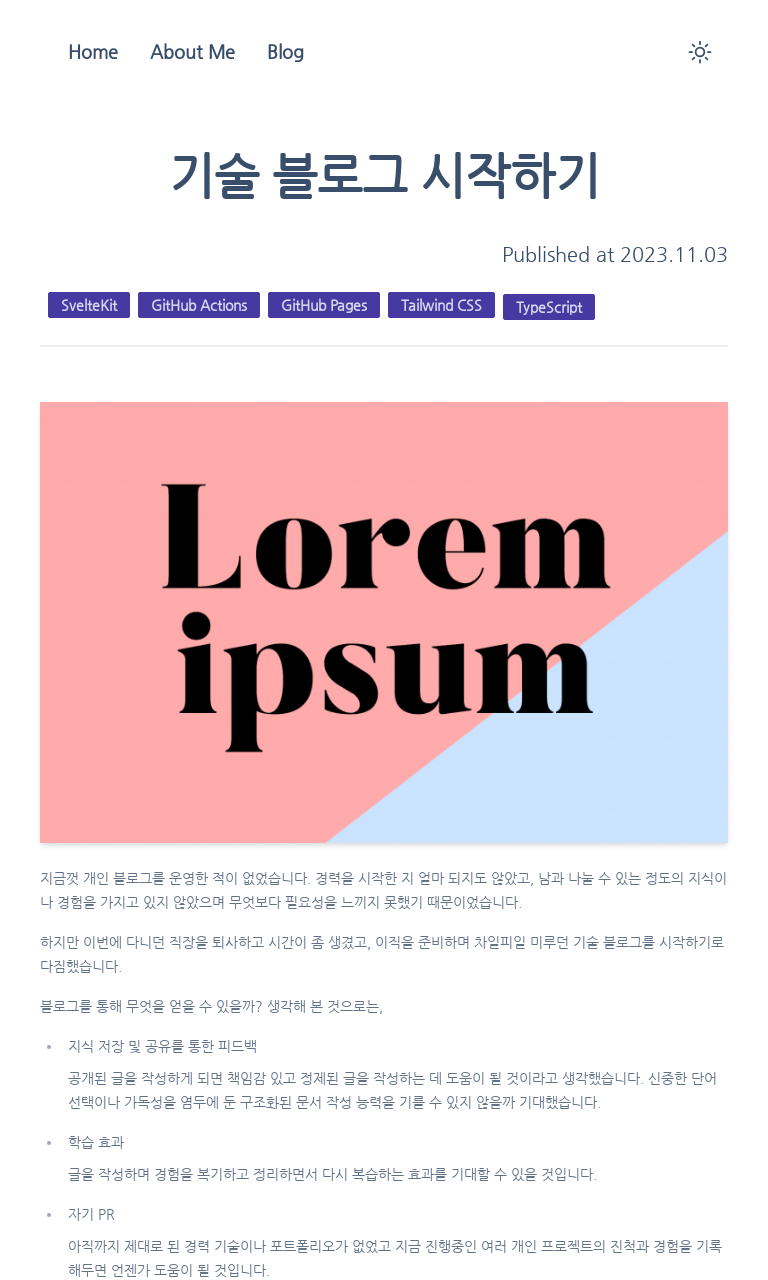 Home About Me Blog
기술 블로그 시작하기
Published at 2023.11.03
SvelteKit GitHub Actions GitHub Pages Tailwind CSS TypeScript
Lorem
ipsum
지금껏 개인 블로그를 운영한 적이 없었습니다. 경력을 시작한 지 얼마 되지도 않았고, 남과 나눌 수 있는 정도의 지식이
나 경험을 가지고 있지 않았으며 무엇보다 필요성을 느끼지 못했기 때문이었습니다.
하지만 이번에 다니던 직장을 퇴사하고 시간이 좀 생겼고, 이직을 준비하며 차일피일 미루던 기술 블로그를 시작하기로
다짐했습니다.
블로그를 통해 무엇을 얻을 수 있을까? 생각해 본 것으로는,
• 지식 저장 및 공유를 통한 피드백
공개된 글을 작성하게 되면 책임감 있고 정제된 글을 작성하는 데 도움이 될 것이라고 생각했습니다. 신중한 단어
선택이나 가독성을 염두에 둔 구조화된 문서 작성 능력을 기를 수 있지 않을까 기대했습니다.
• 학습 효과
글을 작성하며 경험을 복기하고 정리하면서 다시 복습하는 효과를 기대할 수 있을 것입니다.
• 자기 PR
아직까지 제대로 된 경력 기술이나 포트폴리오가 없었고 지금 진행중인 여러 개인 프로젝트의 진척과 경험을 기록
해두면 언젠가 도움이 될 것입니다.